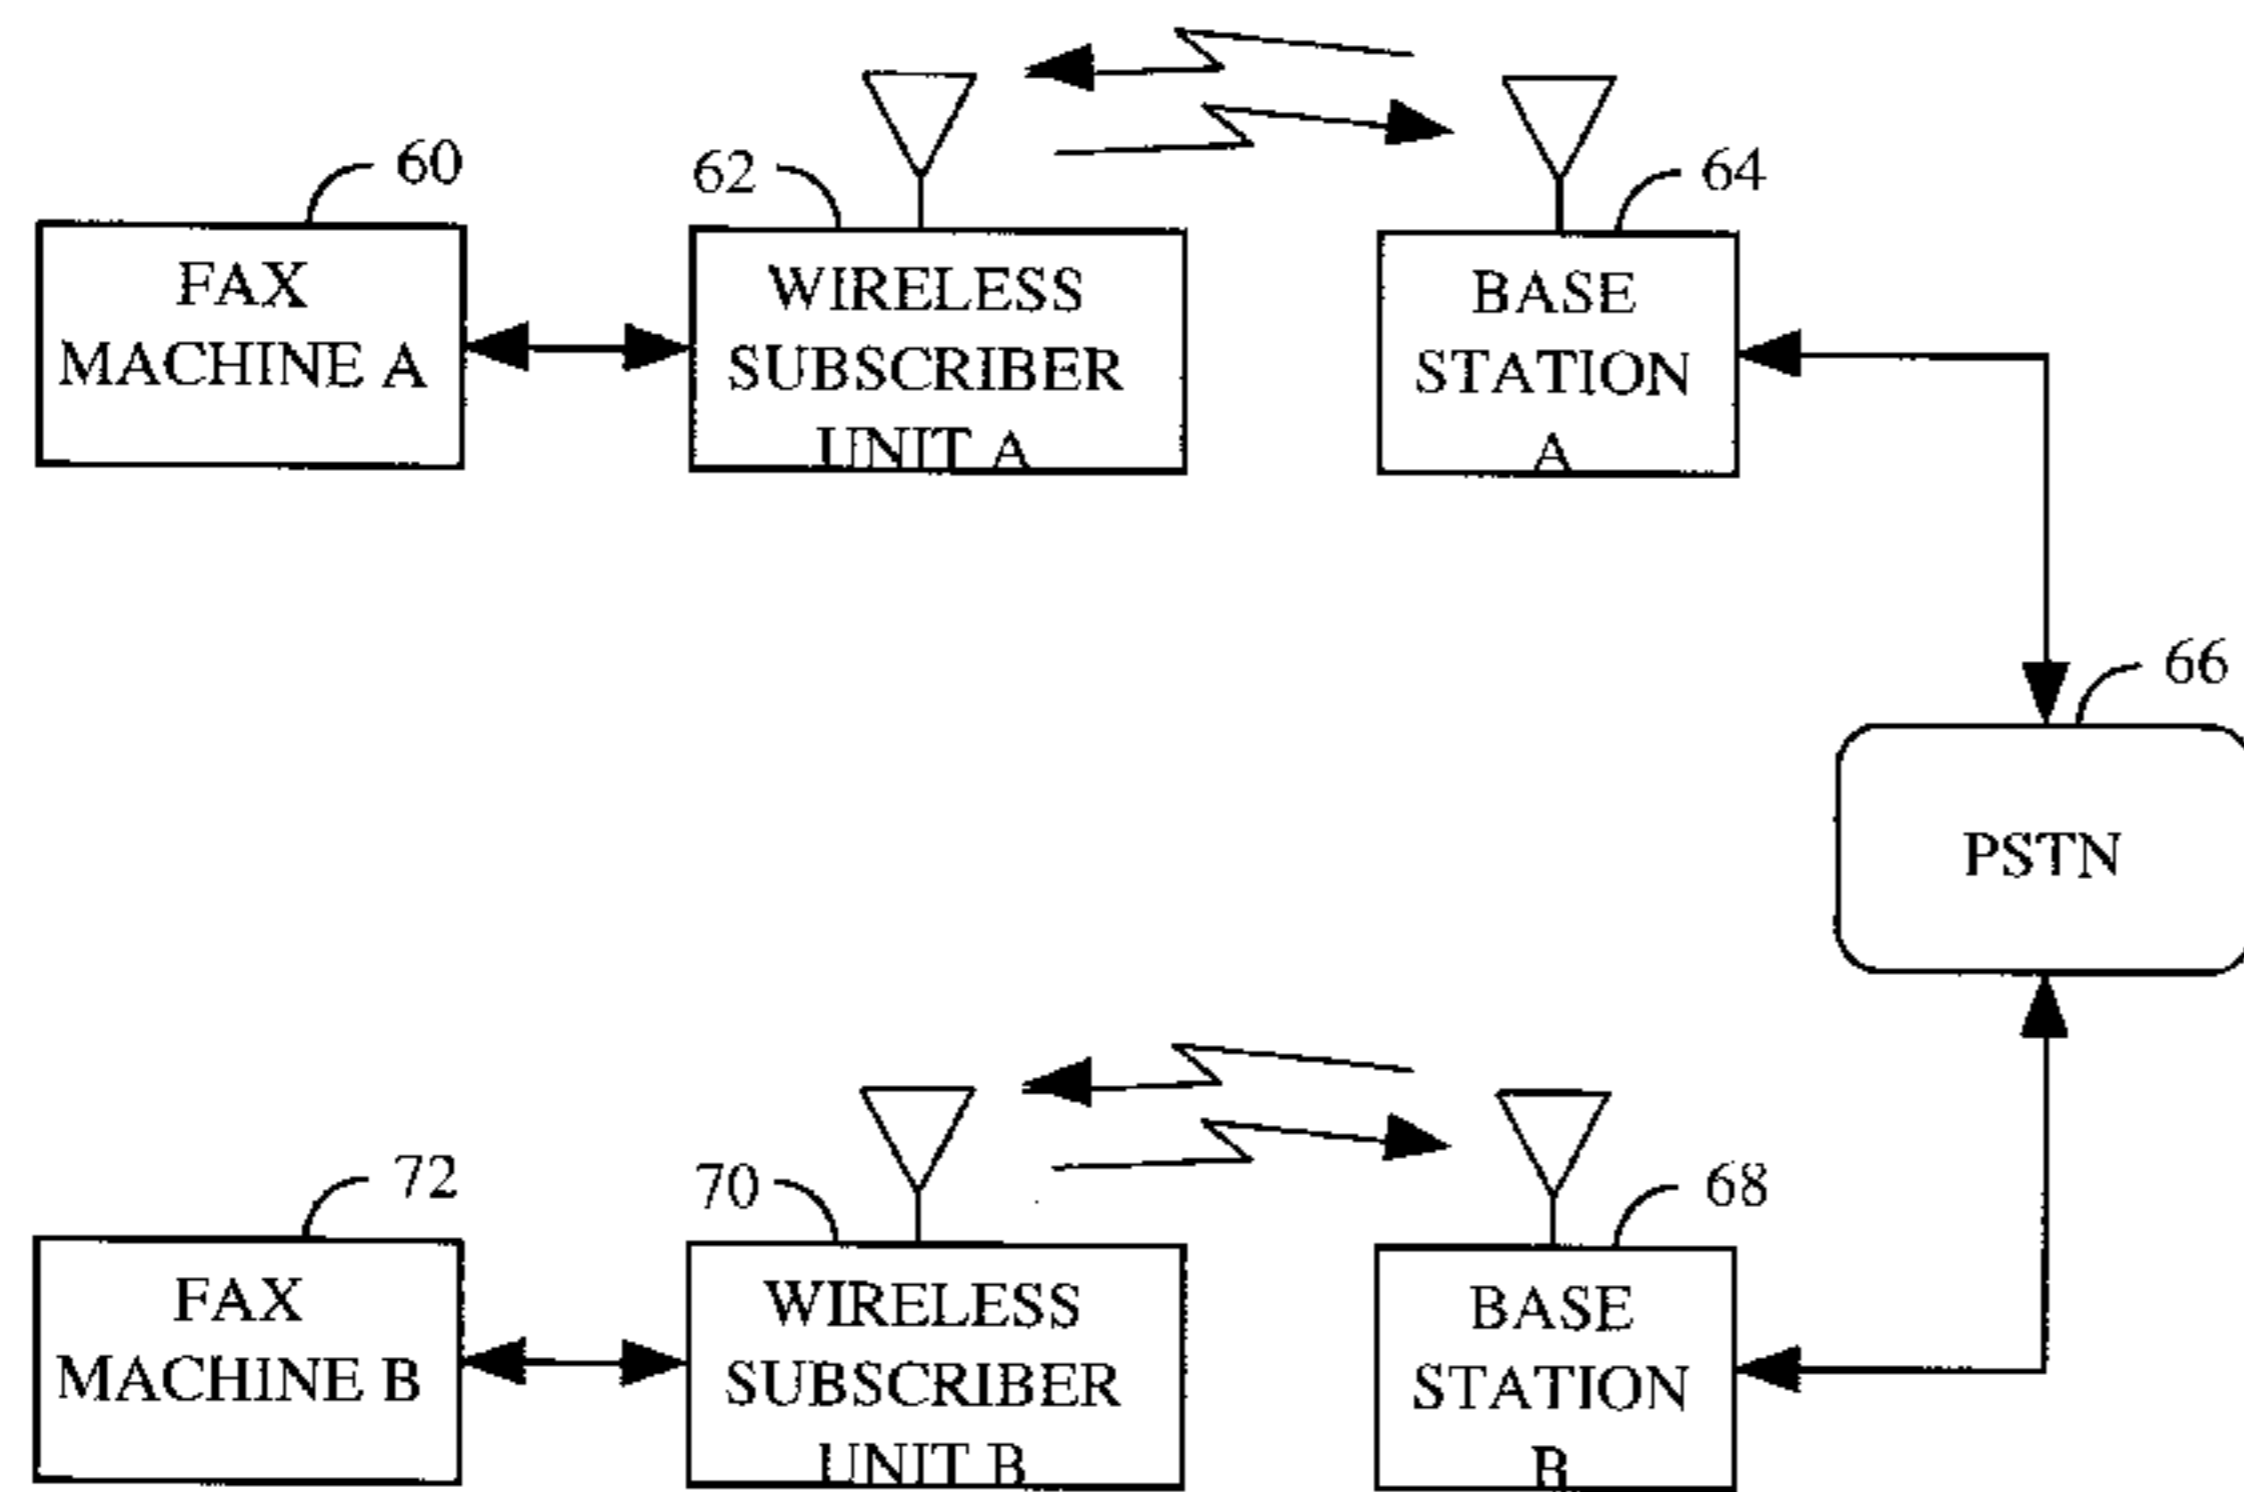 60
62
64
FAX
MACHINE A
WIRELESS
SUBSCRIBER
UNIT A
BASE
STATION
A
66
PSTN
72
70
68
FAX
MACHINE B
WIRELESS
SUBSCRIBER
UNIT B
BASE
STATION
B